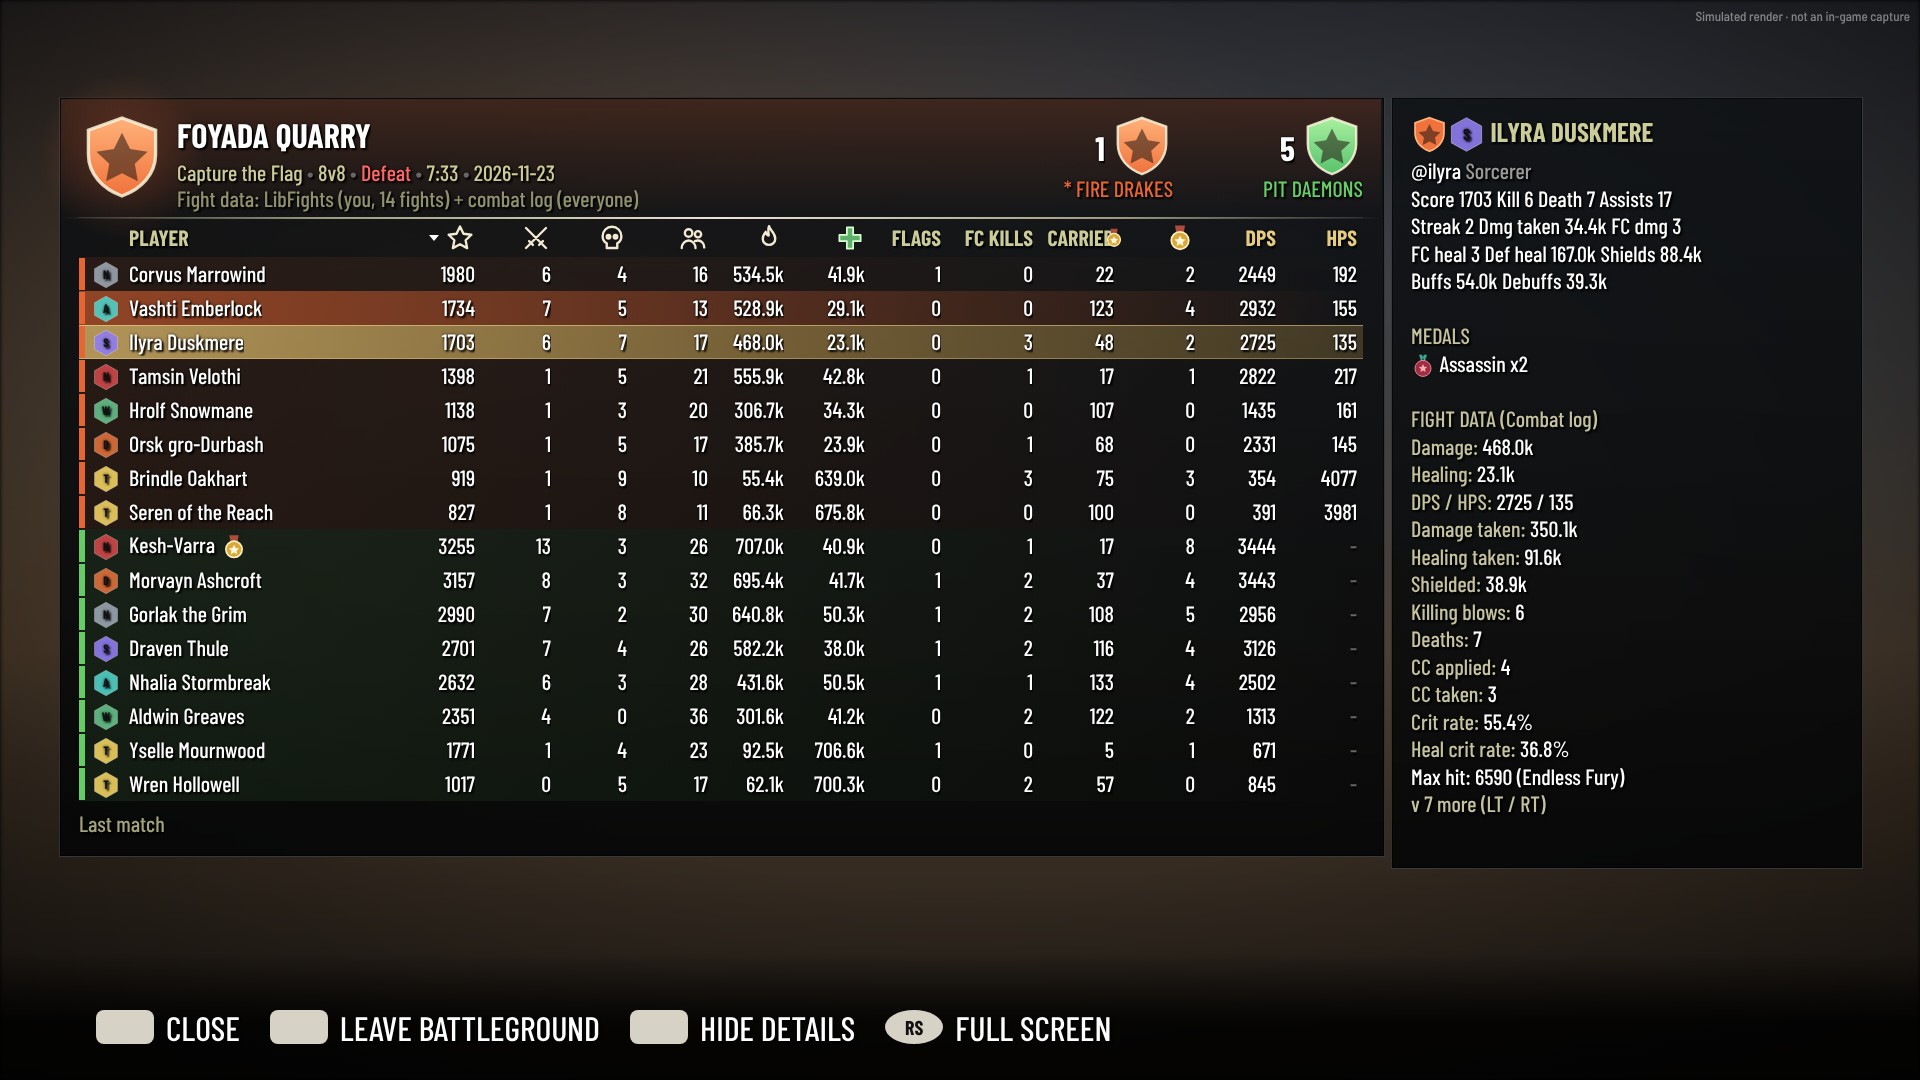 Simulated render · not an in-game capture
FOYADA QUARRY
Capture the Flag • 8v8 • Defeat • 7:33 • 2026-11-23
Fight data: LibFights (you, 14 fights) + combat log (everyone)
1
* FIRE DRAKES
5
PIT DAEMONS
PLAYER FLAGS FC KILLS CARRIER DPS HPS
Corvus Marrowind 1980 6 4 16 534.5k 41.9k 1 0 22 2 2449 192
Vashti Emberlock 1734 7 5 13 528.9k 29.1k 0 0 123 4 2932 155
Ilyra Duskmere 1703 6 7 17 468.0k 23.1k 0 3 48 2 2725 135
Tamsin Velothi 1398 1 5 21 555.9k 42.8k 0 1 17 1 2822 217
Hrolf Snowmane 1138 1 3 20 306.7k 34.3k 0 0 107 0 1435 161
Orsk gro-Durbash 1075 1 5 17 385.7k 23.9k 0 1 68 0 2331 145
Brindle Oakhart 919 1 9 10 55.4k 639.0k 0 3 75 3 354 4077
Seren of the Reach 827 1 8 11 66.3k 675.8k 0 0 100 0 391 3981
Kesh-Varra 3255 13 3 26 707.0k 40.9k 0 1 17 8 3444 -
Morvayn Ashcroft 3157 8 3 32 695.4k 41.7k 1 2 37 4 3443 -
Gorlak the Grim 2990 7 2 30 640.8k 50.3k 1 2 108 5 2956 -
Draven Thule 2701 7 4 26 582.2k 38.0k 1 2 116 4 3126 -
Nhalia Stormbreak 2632 6 3 28 431.6k 50.5k 1 1 133 4 2502 -
Aldwin Greaves 2351 4 0 36 301.6k 41.2k 0 2 122 2 1313 -
Yselle Mournwood 1771 1 4 23 92.5k 706.6k 1 0 5 1 671 -
Wren Hollowell 1017 0 5 17 62.1k 700.3k 0 2 57 0 845 -
Last match
ILYRA DUSKMERE
@ilyra Sorcerer
Score 1703 Kill 6 Death 7 Assists 17
Streak 2 Dmg taken 34.4k FC dmg 3
FC heal 3 Def heal 167.0k Shields 88.4k
Buffs 54.0k Debuffs 39.3k
MEDALS
Assassin x2
FIGHT DATA (Combat log)
Damage: 468.0k
Healing: 23.1k
DPS / HPS: 2725 / 135
Damage taken: 350.1k
Healing taken: 91.6k
Shielded: 38.9k
Killing blows: 6
Deaths: 7
CC applied: 4
CC taken: 3
Crit rate: 55.4%
Heal crit rate: 36.8%
Max hit: 6590 (Endless Fury)
v 7 more (LT / RT)
CLOSE
LEAVE BATTLEGROUND
HIDE DETAILS
RS FULL SCREEN